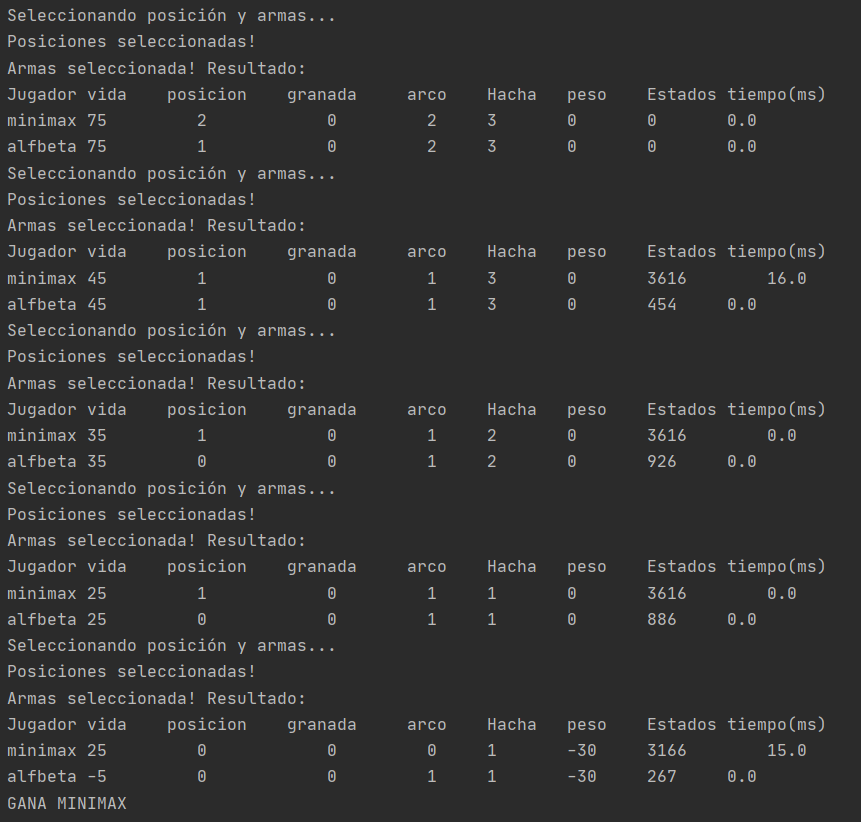 Seleccionando posición y armas...
Posiciones seleccionadas!
Armas seleccionada! Resultado:
Jugador vida    posicion    granada     arco    Hacha   peso    Estados tiempo(ms)
minimax 75         2            0         2     3       0       0       0.0
alfbeta 75         1            0         2     3       0       0       0.0
Seleccionando posición y armas...
Posiciones seleccionadas!
Armas seleccionada! Resultado:
Jugador vida    posicion    granada     arco    Hacha   peso    Estados tiempo(ms)
minimax 45         1            0         1     3       0       3616        16.0
alfbeta 45         1            0         1     3       0       454     0.0
Seleccionando posición y armas...
Posiciones seleccionadas!
Armas seleccionada! Resultado:
Jugador vida    posicion    granada     arco    Hacha   peso    Estados tiempo(ms)
minimax 35         1            0         1     2       0       3616        0.0
alfbeta 35         0            0         1     2       0       926     0.0
Seleccionando posición y armas...
Posiciones seleccionadas!
Armas seleccionada! Resultado:
Jugador vida    posicion    granada     arco    Hacha   peso    Estados tiempo(ms)
minimax 25         1            0         1     1       0       3616        0.0
alfbeta 25         0            0         1     1       0       886     0.0
Seleccionando posición y armas...
Posiciones seleccionadas!
Armas seleccionada! Resultado:
Jugador vida    posicion    granada     arco    Hacha   peso    Estados tiempo(ms)
minimax 25         0            0         0     1       -30     3166        15.0
alfbeta -5         0            0         1     1       -30     267     0.0
GANA MINIMAX